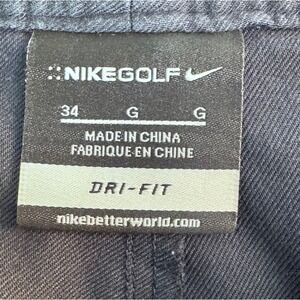 NIKEGOLF
34 G G
MADE IN CHINA
FABRIQUE EN CHINE
DRI-FIT
nikebetterworld.com